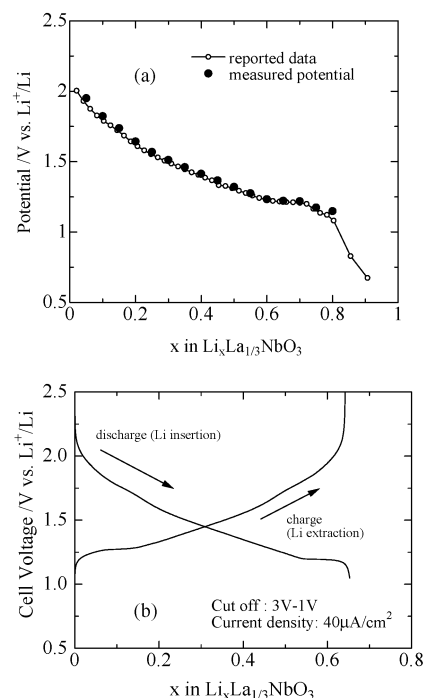 2.5
(a)
reported data
measured potential
2
1.5
1
0.5
Potential /V vs. Li+/Li
0 0.2 0.4 0.6 0.8 1
x in LixLa1/3NbO3
2.5
discharge (Li insertion)
2.0
1.5
charge
(Li extraction)
1.0
Cut off : 3V-1V
(b)
Current density: 40μA/cm2
0.5
Cell Voltage /V vs. Li+/Li
0 0.2 0.4 0.6 0.8
x in LixLa1/3NbO3